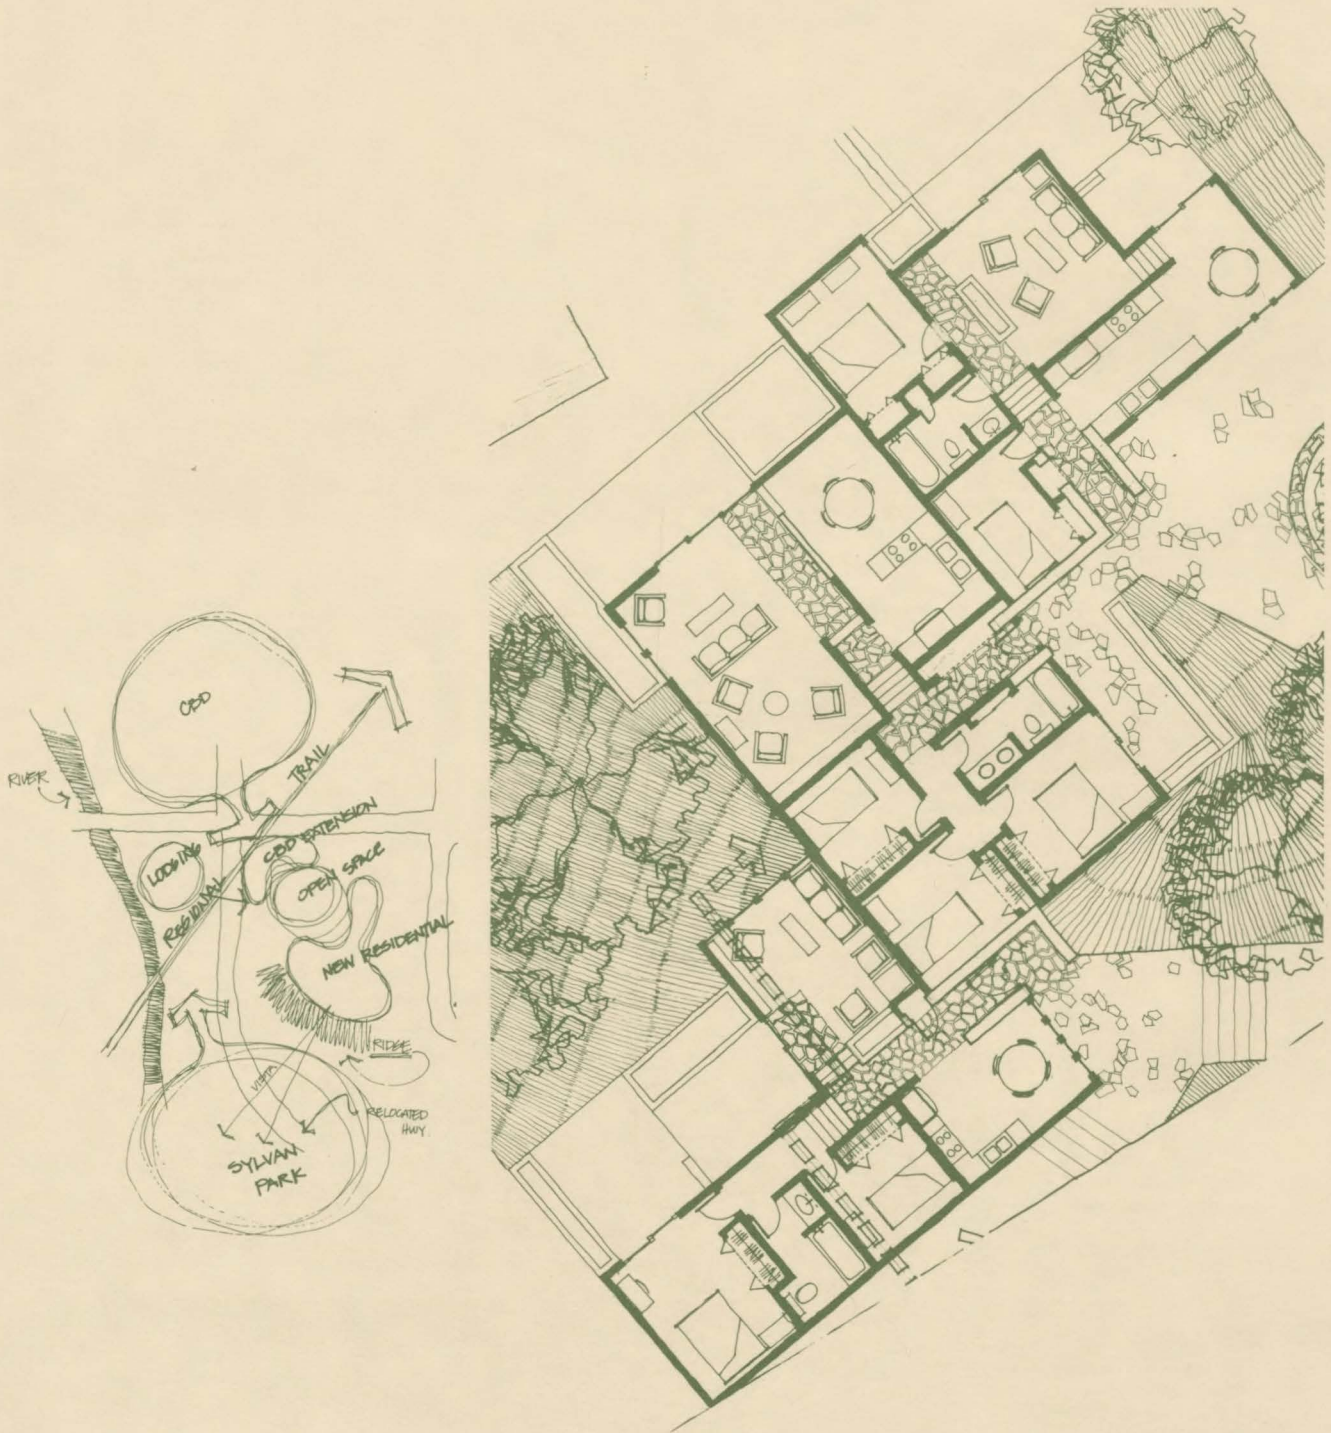 CBD
RIVER
TRAIL
REGIONAL
CBD EXTENSION
LODGING
OPEN SPACE
NEW RESIDENTIAL
RIDGE
VISTA
RELOCATED
HWY.
SYLVAN
PARK